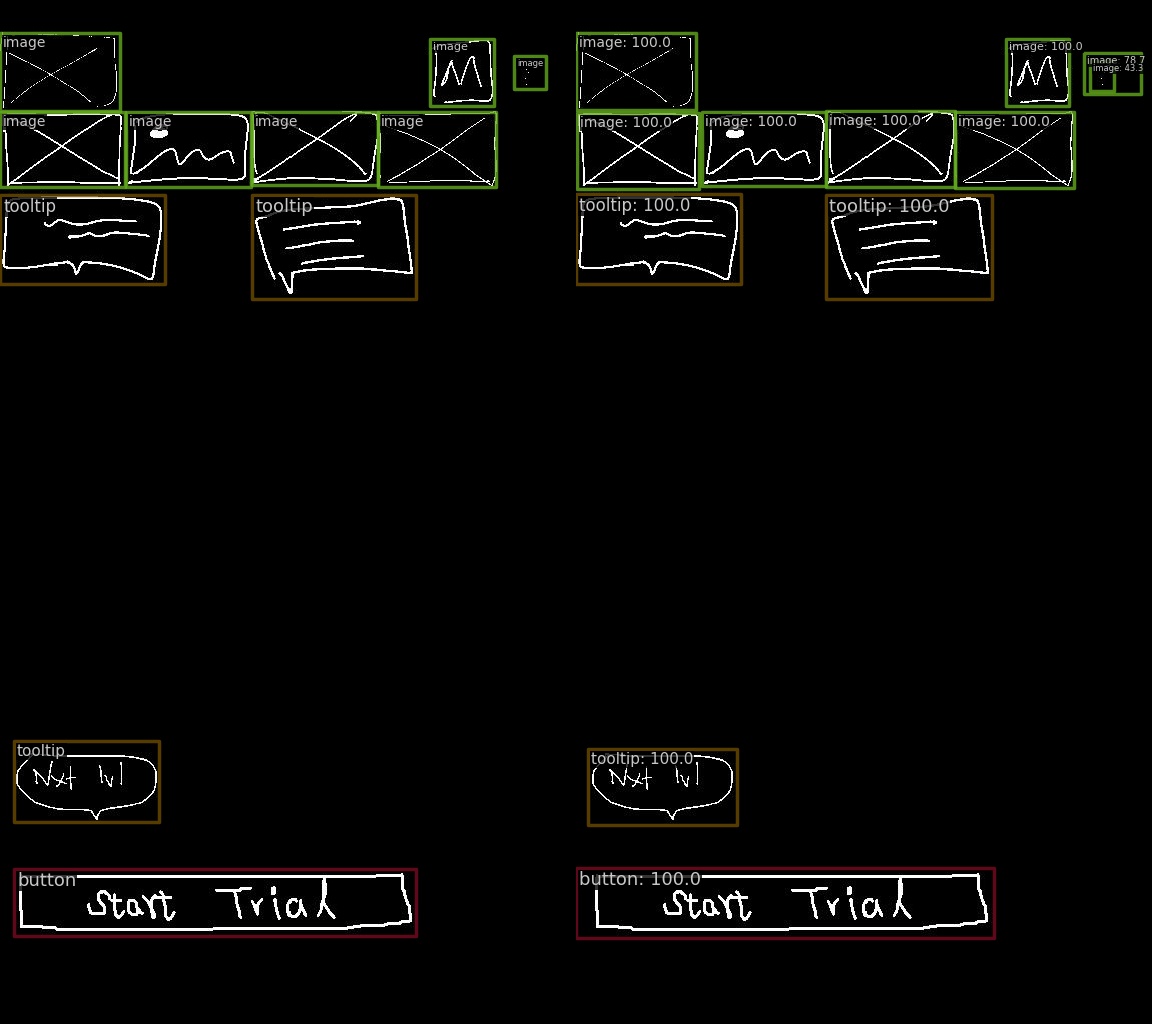 image image: 100.0
image image image: 100.0 image: 78.7
image: 43.3
image image image image image: 100.0 image: 100.0 image: 100.0 image: 100.0
tooltip tooltip tooltip: 100.0 tooltip: 100.0
tooltip tooltip: 100.0
Nxt lvl Nxt lvl
button button: 100.0
Start Trial Start Trial